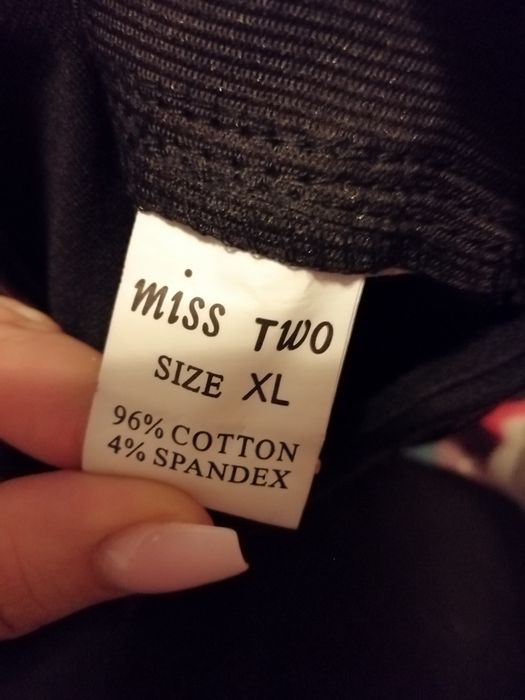 miss TWO
SIZE XL
96% COTTON
4% SPANDEX